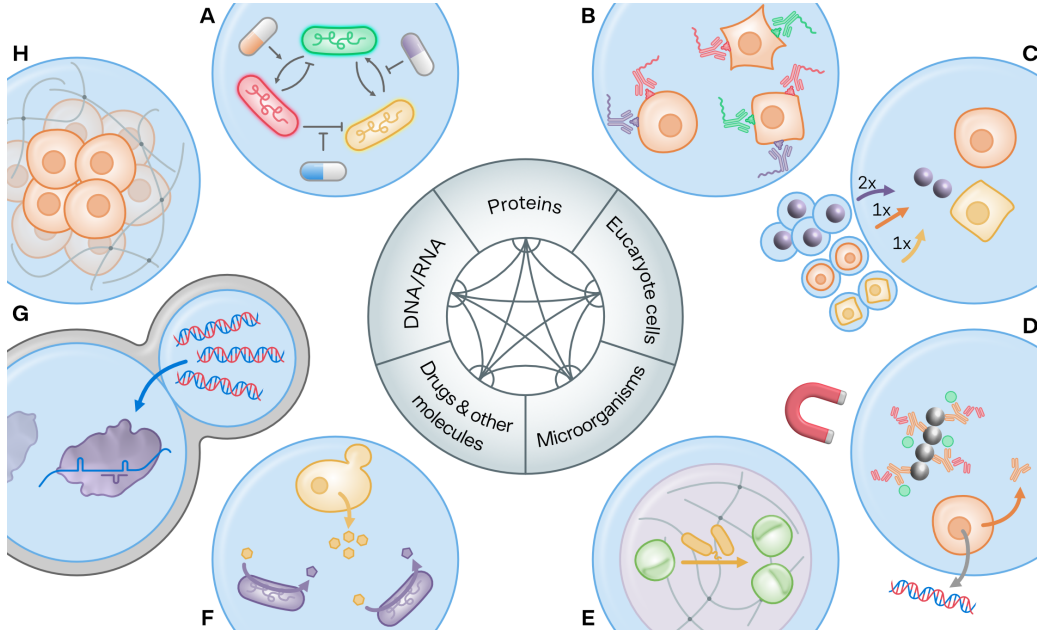 A
B
H
C
2x
1x
1x
Proteins
DNA/RNA
Eucaryote cells
G
D
Drugs & other
molecules
Microorganisms
F
E